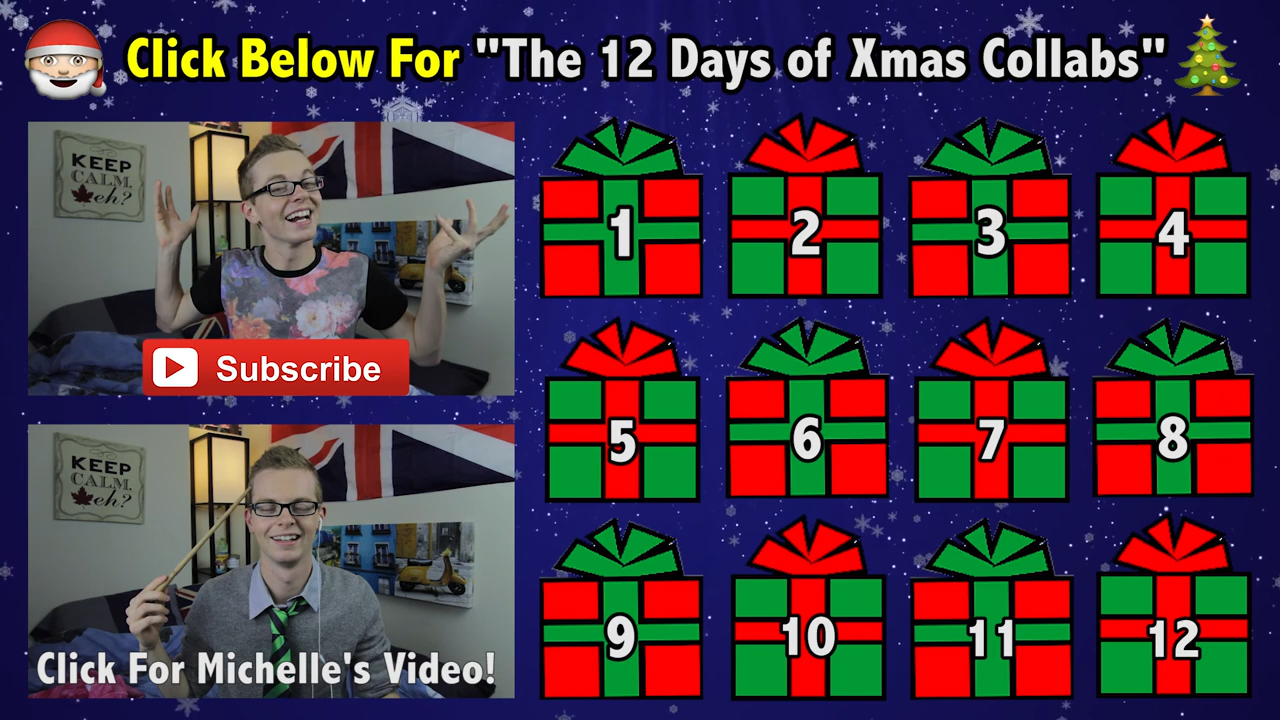 Click Below For "The 12 Days of Xmas Collabs"
KEEP
CALM,
eh?
Subscribe
KEEP
CALM,
eh?
Click For Michelle's Video!
1 2 3 4
5 6 7 8
9 10 11 12